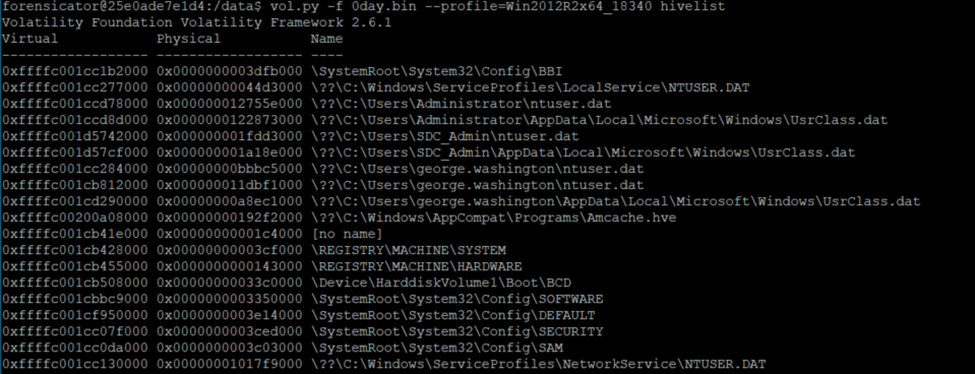 forensicator@25e0ade7e1d4:/data$ vol.py -f 0day.bin --profile=Win2012R2x64_18340 hivelist
Volatility Foundation Volatility Framework 2.6.1
Virtual            Physical           Name
------------------ ------------------ ----
0xffffc001cc1b2000 0x0000000003dfb000 \SystemRoot\System32\Config\BBI
0xffffc001cc277000 0x00000000044d3000 \??\C:\Windows\ServiceProfiles\LocalService\NTUSER.DAT
0xffffc001ccd78000 0x000000012755e000 \??\C:\Users\Administrator\ntuser.dat
0xffffc001ccd8d000 0x0000000122873000 \??\C:\Users\Administrator\AppData\Local\Microsoft\Windows\UsrClass.dat
0xffffc001d5742000 0x000000001fdd3000 \??\C:\Users\SDC_Admin\ntuser.dat
0xffffc001d57cf000 0x000000001a18e000 \??\C:\Users\SDC_Admin\AppData\Local\Microsoft\Windows\UsrClass.dat
0xffffc001cc284000 0x00000000bbbc5000 \??\C:\Users\george.washington\ntuser.dat
0xffffc001cb812000 0x000000011dbf1000 \??\C:\Users\george.washington\ntuser.dat
0xffffc001cd290000 0x00000000a8ec1000 \??\C:\Users\george.washington\AppData\Local\Microsoft\Windows\UsrClass.dat
0xffffc00200a08000 0x00000000192f2000 \??\C:\Windows\AppCompat\Programs\Amcache.hve
0xffffc001cb41e000 0x00000000001c4000 [no name]
0xffffc001cb428000 0x00000000003cf000 \REGISTRY\MACHINE\SYSTEM
0xffffc001cb455000 0x0000000000143000 \REGISTRY\MACHINE\HARDWARE
0xffffc001cb508000 0x000000000033c000 \Device\HarddiskVolume1\Boot\BCD
0xffffc001cbbc9000 0x0000000003350000 \SystemRoot\System32\Config\SOFTWARE
0xffffc001cf950000 0x0000000003e14000 \SystemRoot\System32\Config\DEFAULT
0xffffc001cc07f000 0x0000000003ced000 \SystemRoot\System32\Config\SECURITY
0xffffc001cc0da000 0x0000000003c03000 \SystemRoot\System32\Config\SAM
0xffffc001cc130000 0x00000001017f9000 \??\C:\Windows\ServiceProfiles\NetworkService\NTUSER.DAT